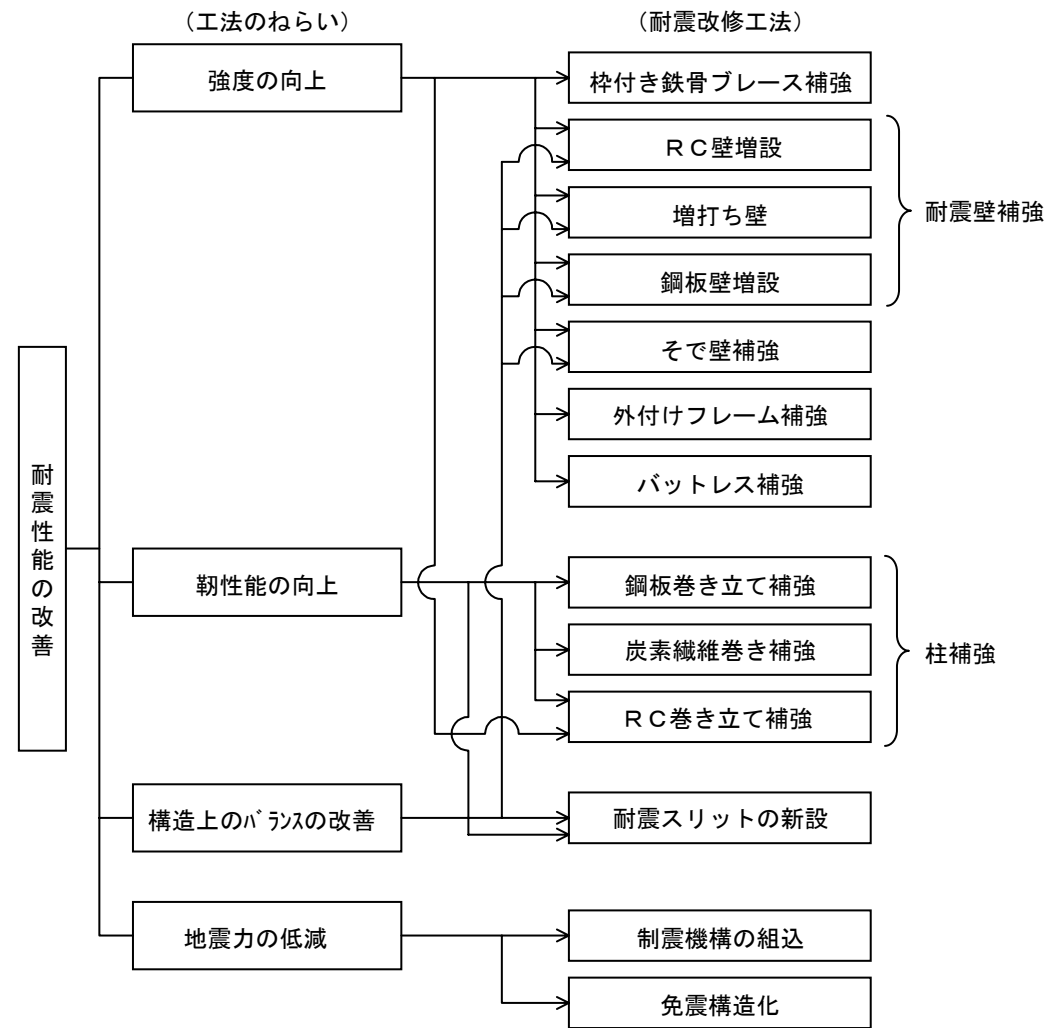 (工法のねらい)
(耐震改修工法)
耐震性能の改善
強度の向上
靭性能の向上
構造上のバランスの改善
地震力の低減
枠付き鉄骨ブレース補強
RC壁増設
増打ち壁
鋼板壁増設
そで壁補強
外付けフレーム補強
バットレス補強
鋼板巻き立て補強
炭素繊維巻き補強
RC巻き立て補強
耐震スリットの新設
制震機構の組込
免震構造化
耐震壁補強
柱補強